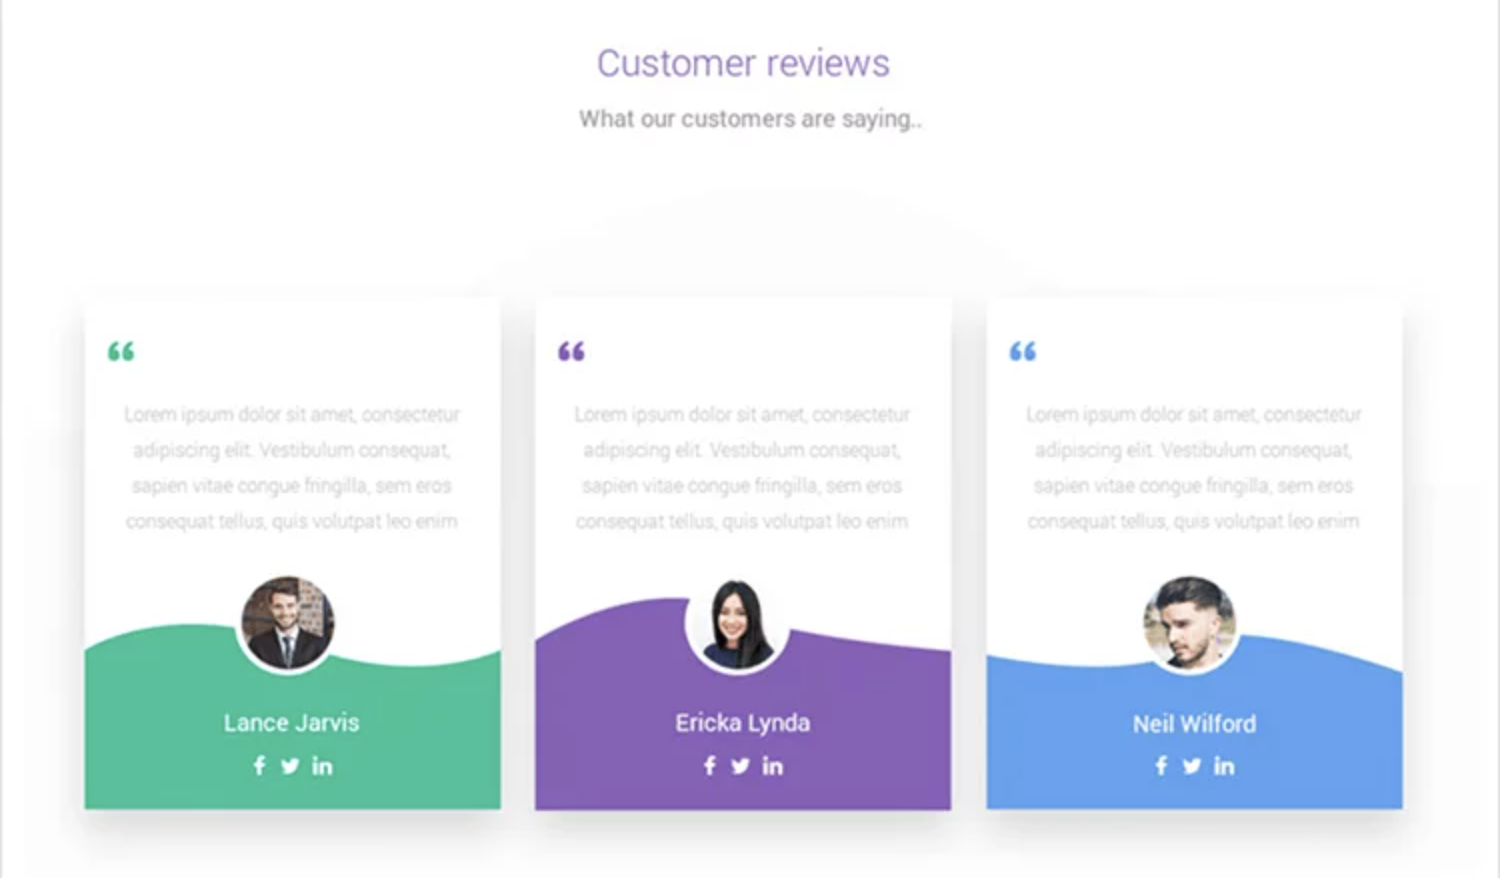 Customer reviews
What our customers are saying..
“
Lorem ipsum dolor sit amet, consectetur
adipiscing elit. Vestibulum consequat,
sapien vitae congue fringilla, sem eros
consequat tellus, quis volutpat leo enim
Lance Jarvis
f in
“
Lorem ipsum dolor sit amet, consectetur
adipiscing elit. Vestibulum consequat,
sapien vitae congue fringilla, sem eros
consequat tellus, quis volutpat leo enim
Ericka Lynda
f in
“
Lorem ipsum dolor sit amet, consectetur
adipiscing elit. Vestibulum consequat,
sapien vitae congue fringilla, sem eros
consequat tellus, quis volutpat leo enim
Neil Wilford
f in